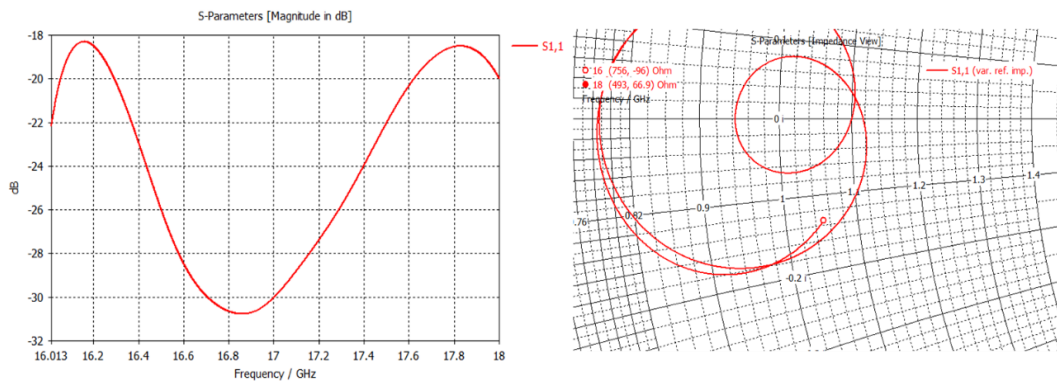 S-Parameters [Magnitude in dB]
S1,1
-18
-20
-22
-24
-26
-28
-30
-32
dB
16.013 16.2 16.4 16.6 16.8 17 17.2 17.4 17.6 17.8 18
Frequency / GHz
S-Parameters [Impedance View]
16 (756, -96) Ohm
18 (493, 66.9) Ohm
Frequency / GHz
S1,1 (var. ref. imp.)
0 i
.76 0.82 0.9 1 1.1 1.2 1.3 1.4
-0.2 i